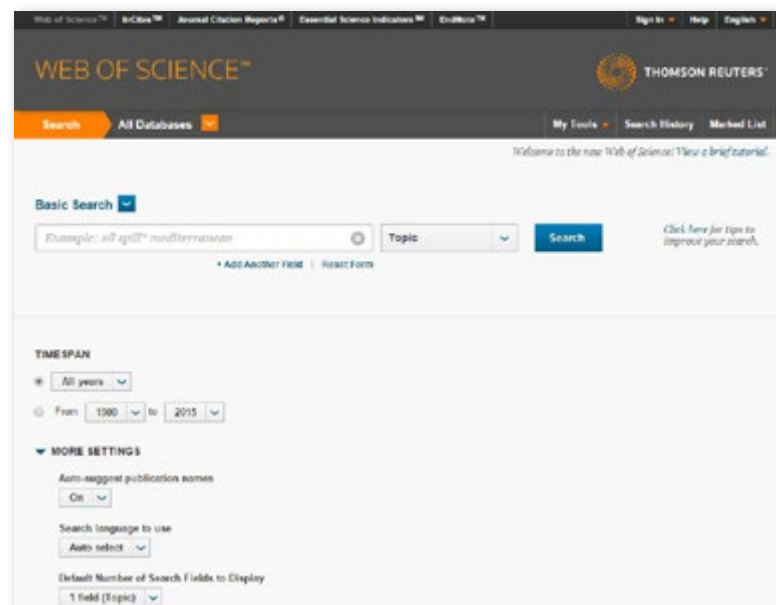 Web of Science™ InCites™ Journal Citation Reports® Essential Science Indicators℠ EndNote™ Sign In Help English
WEB OF SCIENCE™
THOMSON REUTERS™
Search All Databases My Tools Search History Marked List
Welcome to the new Web of Science! View a brief tutorial.
Basic Search
Example: oil spill* mediterranean Topic Search
Click here for tips to
improve your search.
+ Add Another Field | Reset Form
TIMESPAN
All years
From 1980 to 2015
MORE SETTINGS
Auto-suggest publication names
On
Search language to use
Auto select
Default Number of Search Fields to Display
1 field (Topic)